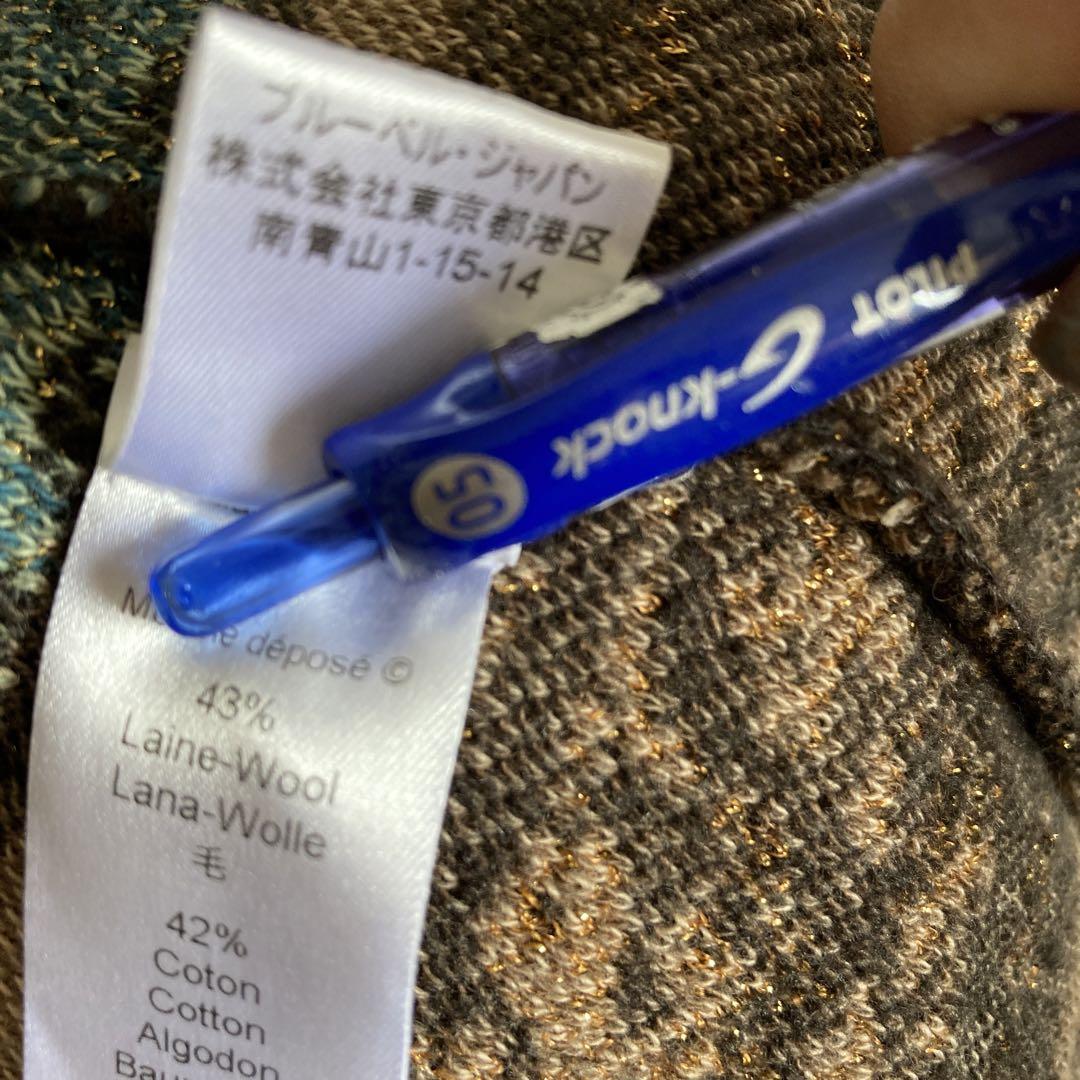 ブルーベル・ジャパン
株式会社東京都港区
南青山1-15-14
PILOT
G-knock
05
déposé ©
43%
Laine-Wool
Lana-Wolle
毛
42%
Coton
Cotton
Algodon